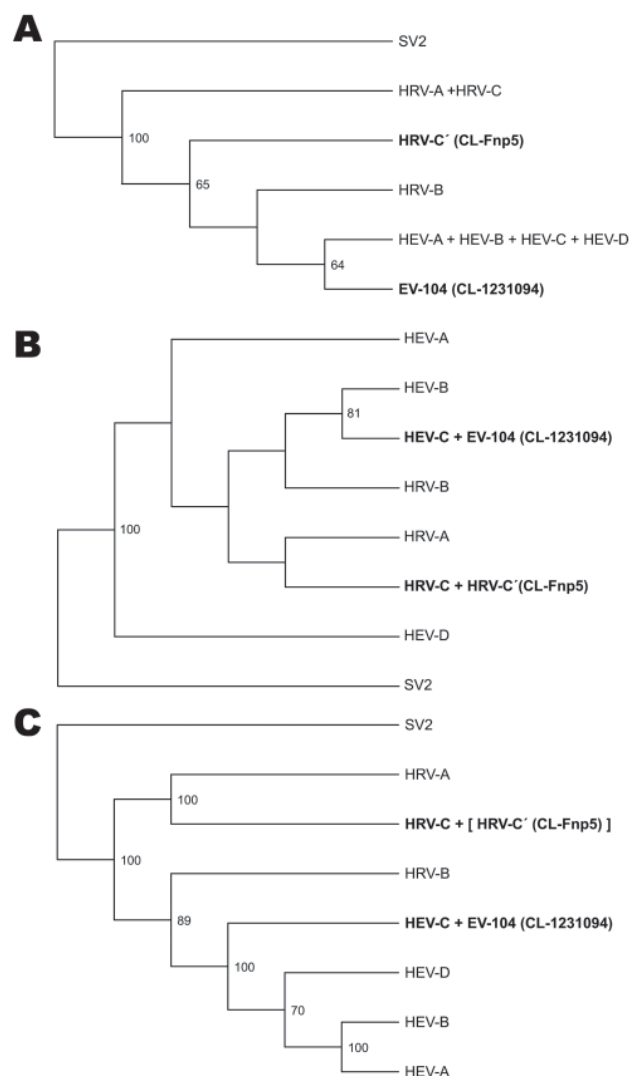 A
SV2
HRV-A +HRV-C
100
HRV-C´ (CL-Fnp5)
65
HRV-B
HEV-A + HEV-B + HEV-C + HEV-D
64
EV-104 (CL-1231094)
B
HEV-A
HEV-B
81
HEV-C + EV-104 (CL-1231094)
HRV-B
100
HRV-A
HRV-C + HRV-C´(CL-Fnp5)
HEV-D
SV2
C
SV2
HRV-A
100
HRV-C + [ HRV-C´ (CL-Fnp5) ]
100
HRV-B
89
HEV-C + EV-104 (CL-1231094)
100
HEV-D
70
HEV-B
100
HEV-A